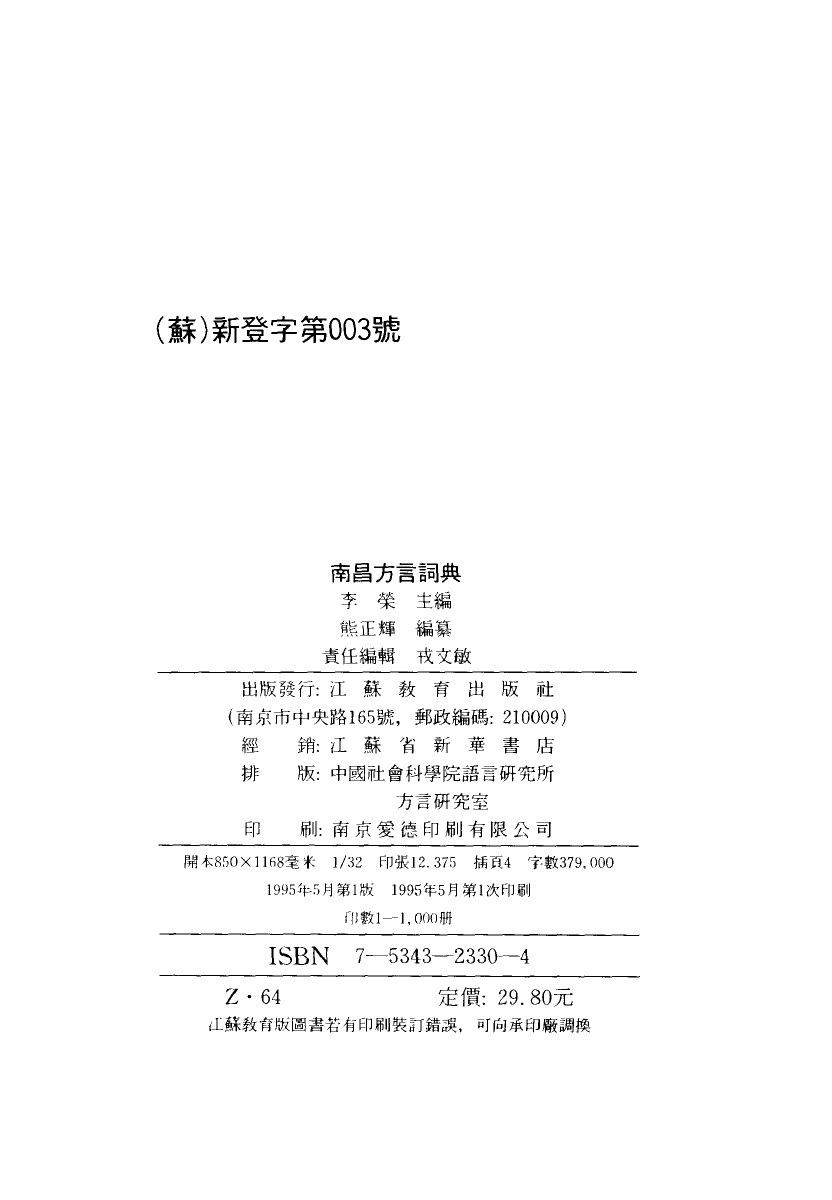 (蘇)新登字第003號
南昌方言詞典
李 榮 主編
熊正輝 編纂
責任編輯 戎文敏
出版發行: 江 蘇 教 育 出 版 社
(南京市中央路165號, 郵政編碼: 210009)
經 銷: 江 蘇 省 新 華 書 店
排 版: 中國社會科學院語言研究所
方言研究室
印 刷: 南京愛德印刷有限公司
開本850×1168毫米 1/32 印張12.375 插頁4 字數379,000
1995年5月第1版 1995年5月第1次印刷
印數1—1,000册
ISBN 7—5343—2330—4
Z·64 定價: 29.80元
江蘇教育版圖書若有印刷裝訂錯誤, 可向承印廠調換